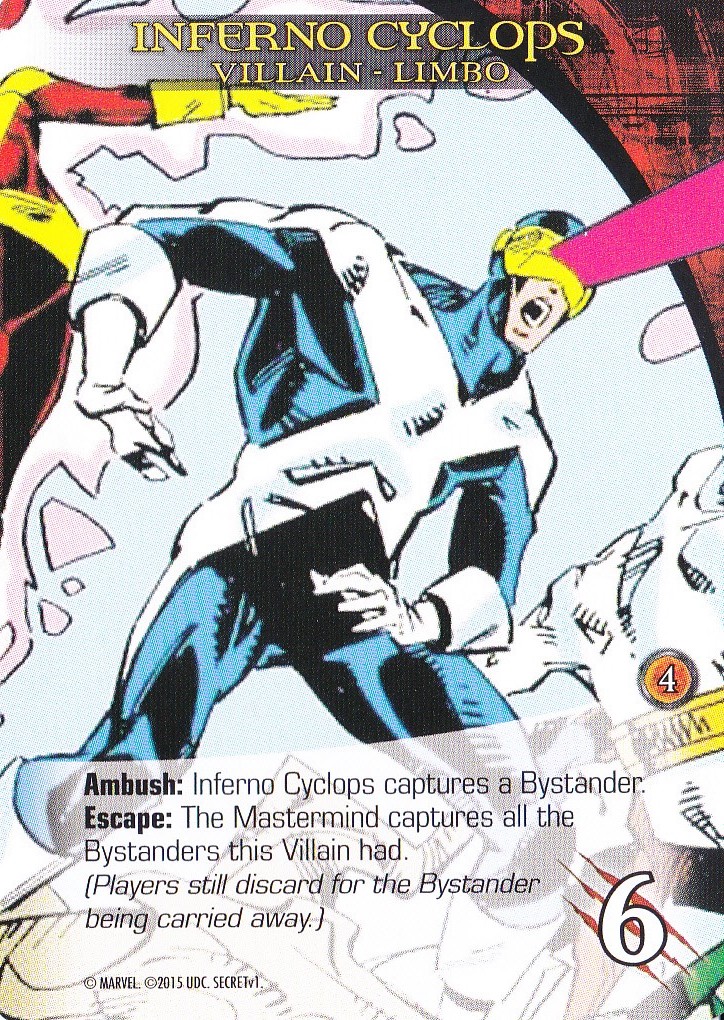 INFERNO CYCLOPS
VILLAIN - LIMBO
4
Ambush: Inferno Cyclops captures a Bystander.
Escape: The Mastermind captures all the
Bystanders this Villain had.
(Players still discard for the Bystander
being carried away.)
6
© MARVEL. ©2015 UDC. SECRETv1.